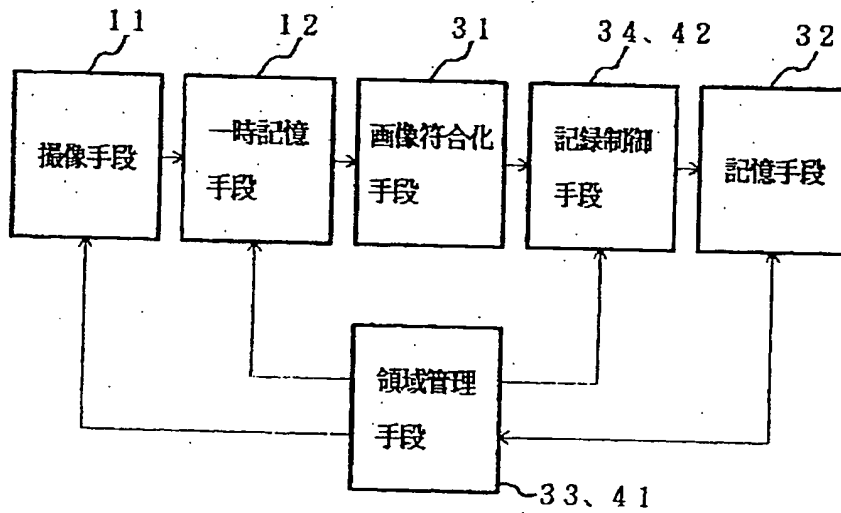 11
12
31
34、42
32
撮像手段
一時記憶
手段
画像符合化
手段
記録制御
手段
記憶手段
領域管理
手段
33、41